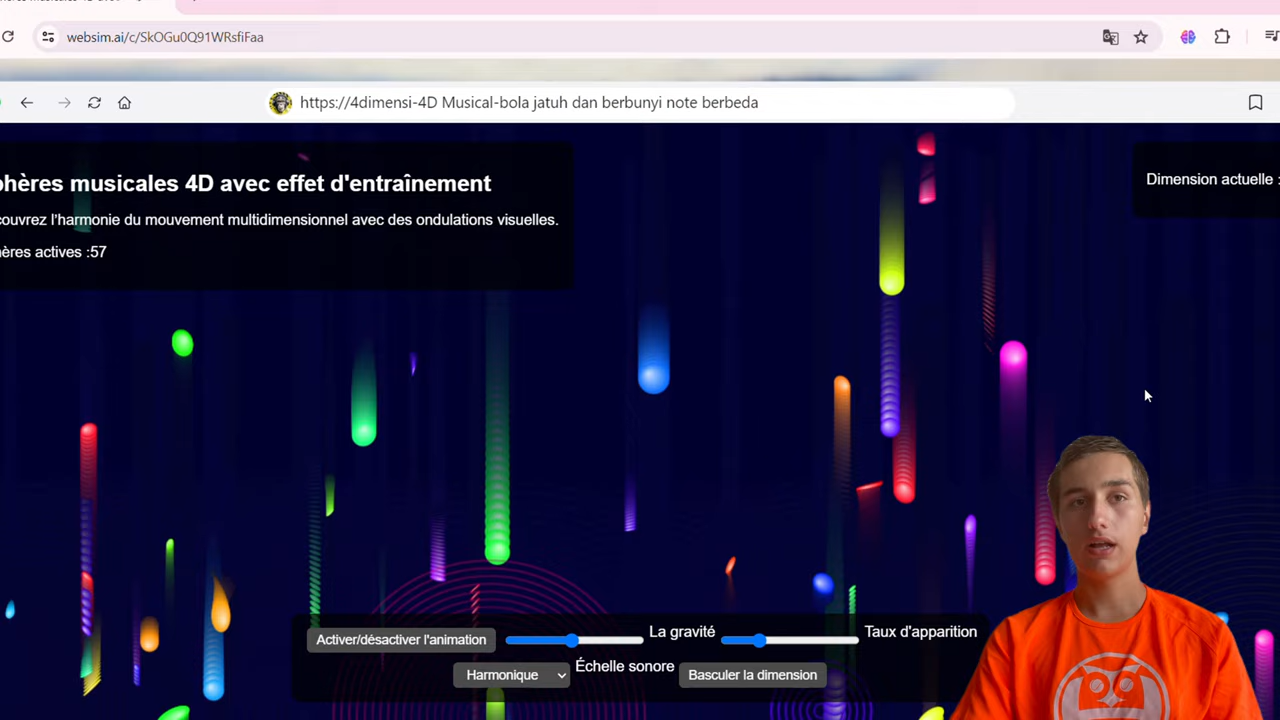 websim.ai/c/SkOGu0Q91WRsfiFaa
https://4dimensi-4D Musical-bola jatuh dan berbunyi note berbeda
phères musicales 4D avec effet d'entraînement
couvrez l'harmonie du mouvement multidimensionnel avec des ondulations visuelles.
hères actives :57
Dimension actuelle :
Activer/désactiver l'animation
La gravité
Taux d'apparition
Harmonique
Échelle sonore
Basculer la dimension